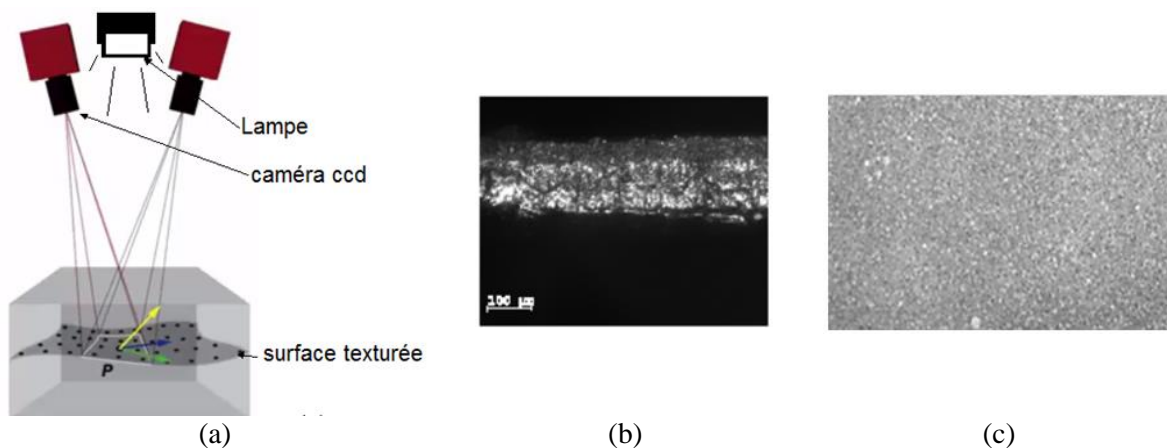 Lampe
caméra ccd
surface texturée
P
100 µm
(a)
(b)
(c)